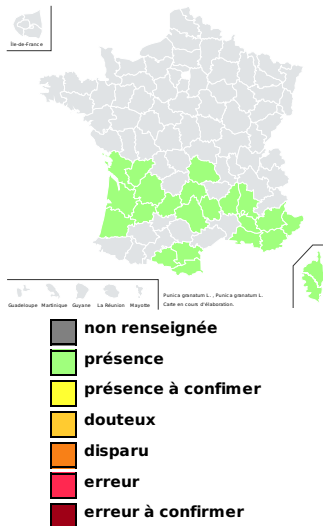 Île-de-France
Guadeloupe Martinique Guyane La Réunion Mayotte
Punica granatum L. , Punica granatum L.
Carte en cours d'élaboration.
non renseignée
présence
présence à confimer
douteux
disparu
erreur
erreur à confirmer